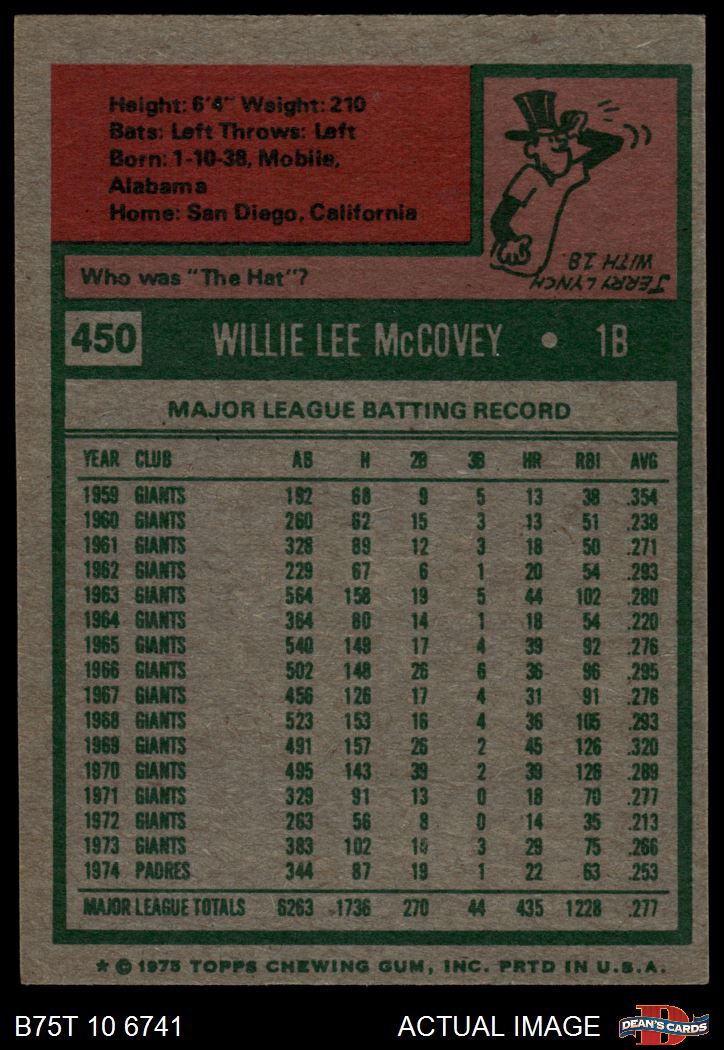 Height: 6'4" Weight: 210
Bats: Left Throws: Left
Born: 1-10-38, Mobile,
Alabama
Home: San Diego, California
Who was "The Hat"?
JERRY LYNCH
WITH 18.
450 WILLIE LEE McCOVEY • 1B
MAJOR LEAGUE BATTING RECORD
YEAR CLUB AB H 2B 3B HR RBI AVG
1959 GIANTS 192 68 9 5 13 38 .354
1960 GIANTS 260 62 15 3 13 51 .238
1961 GIANTS 328 89 12 3 18 50 .271
1962 GIANTS 229 67 6 1 20 54 .293
1963 GIANTS 564 158 19 5 44 102 .280
1964 GIANTS 364 80 14 1 18 54 .220
1965 GIANTS 540 149 17 4 39 92 .276
1966 GIANTS 502 148 26 6 36 96 .295
1967 GIANTS 456 126 17 4 31 91 .276
1968 GIANTS 523 153 16 4 36 105 .293
1969 GIANTS 491 157 26 2 45 126 .320
1970 GIANTS 495 143 39 2 39 126 .289
1971 GIANTS 329 91 13 0 18 70 .277
1972 GIANTS 263 56 8 0 14 35 .213
1973 GIANTS 383 102 14 3 29 75 .266
1974 PADRES 344 87 19 1 22 63 .253
MAJOR LEAGUE TOTALS 6263 1736 270 44 435 1228 .277
* © 1975 TOPPS CHEWING GUM, INC. PRTD IN U.S.A.
B75T 10 6741 ACTUAL IMAGE D DEAN'S CARDS